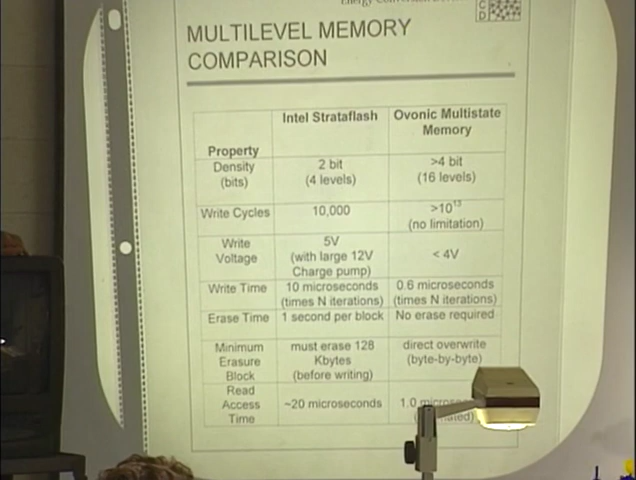 C
D
MULTILEVEL MEMORY
COMPARISON
Property
Intel Strataflash
Ovonic Multistate
Memory
Density
(bits)
2 bit
(4 levels)
>4 bit
(16 levels)
Write Cycles
10,000
>10¹³
(no limitation)
Write
Voltage
5V
(with large 12V
Charge pump)
< 4V
Write Time
10 microseconds
(times N iterations)
0.6 microseconds
(times N iterations)
Erase Time
1 second per block
No erase required
Minimum
Erasure
Block
must erase 128
Kbytes
(before writing)
direct overwrite
(byte-by-byte)
Read
Access
Time
~20 microseconds
1.0